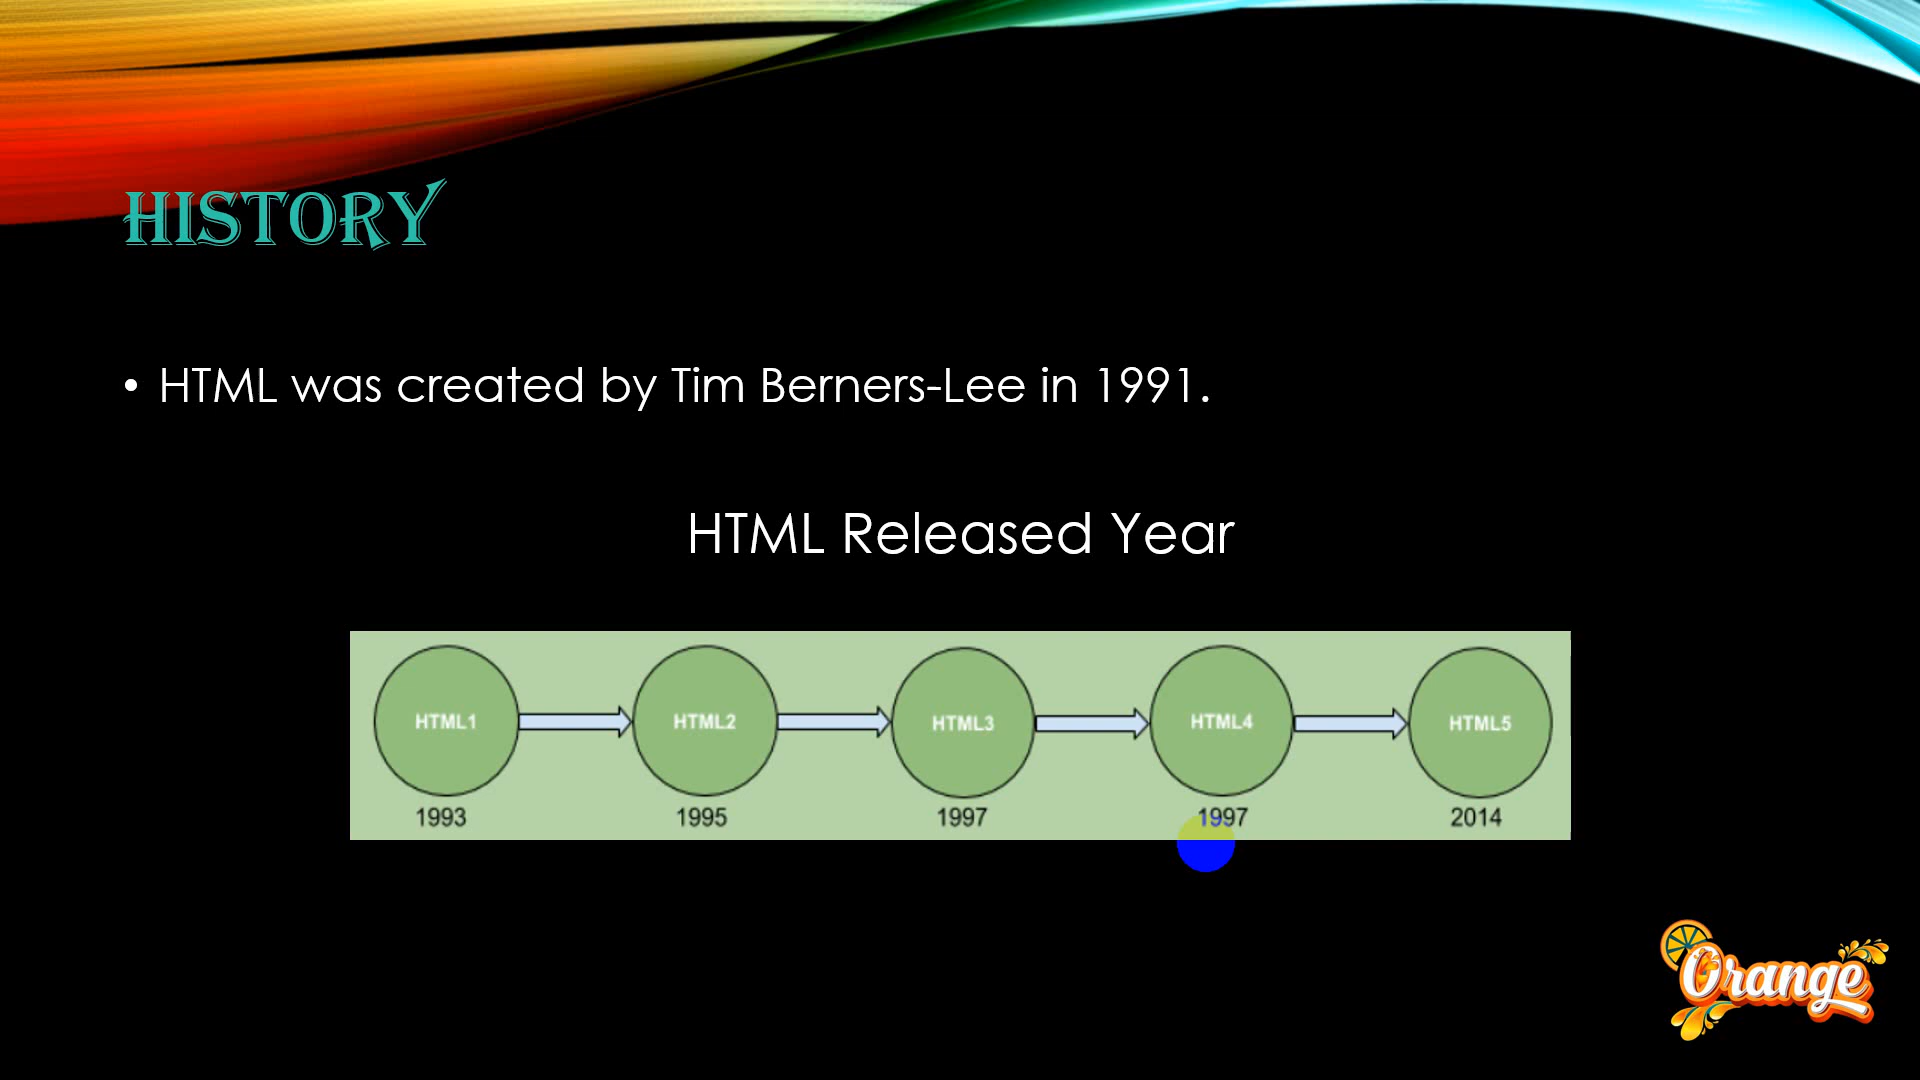 HISTORY
• HTML was created by Tim Berners-Lee in 1991.
HTML Released Year
HTML1 HTML2 HTML3 HTML4 HTML5
1993 1995 1997 1997 2014
Orange